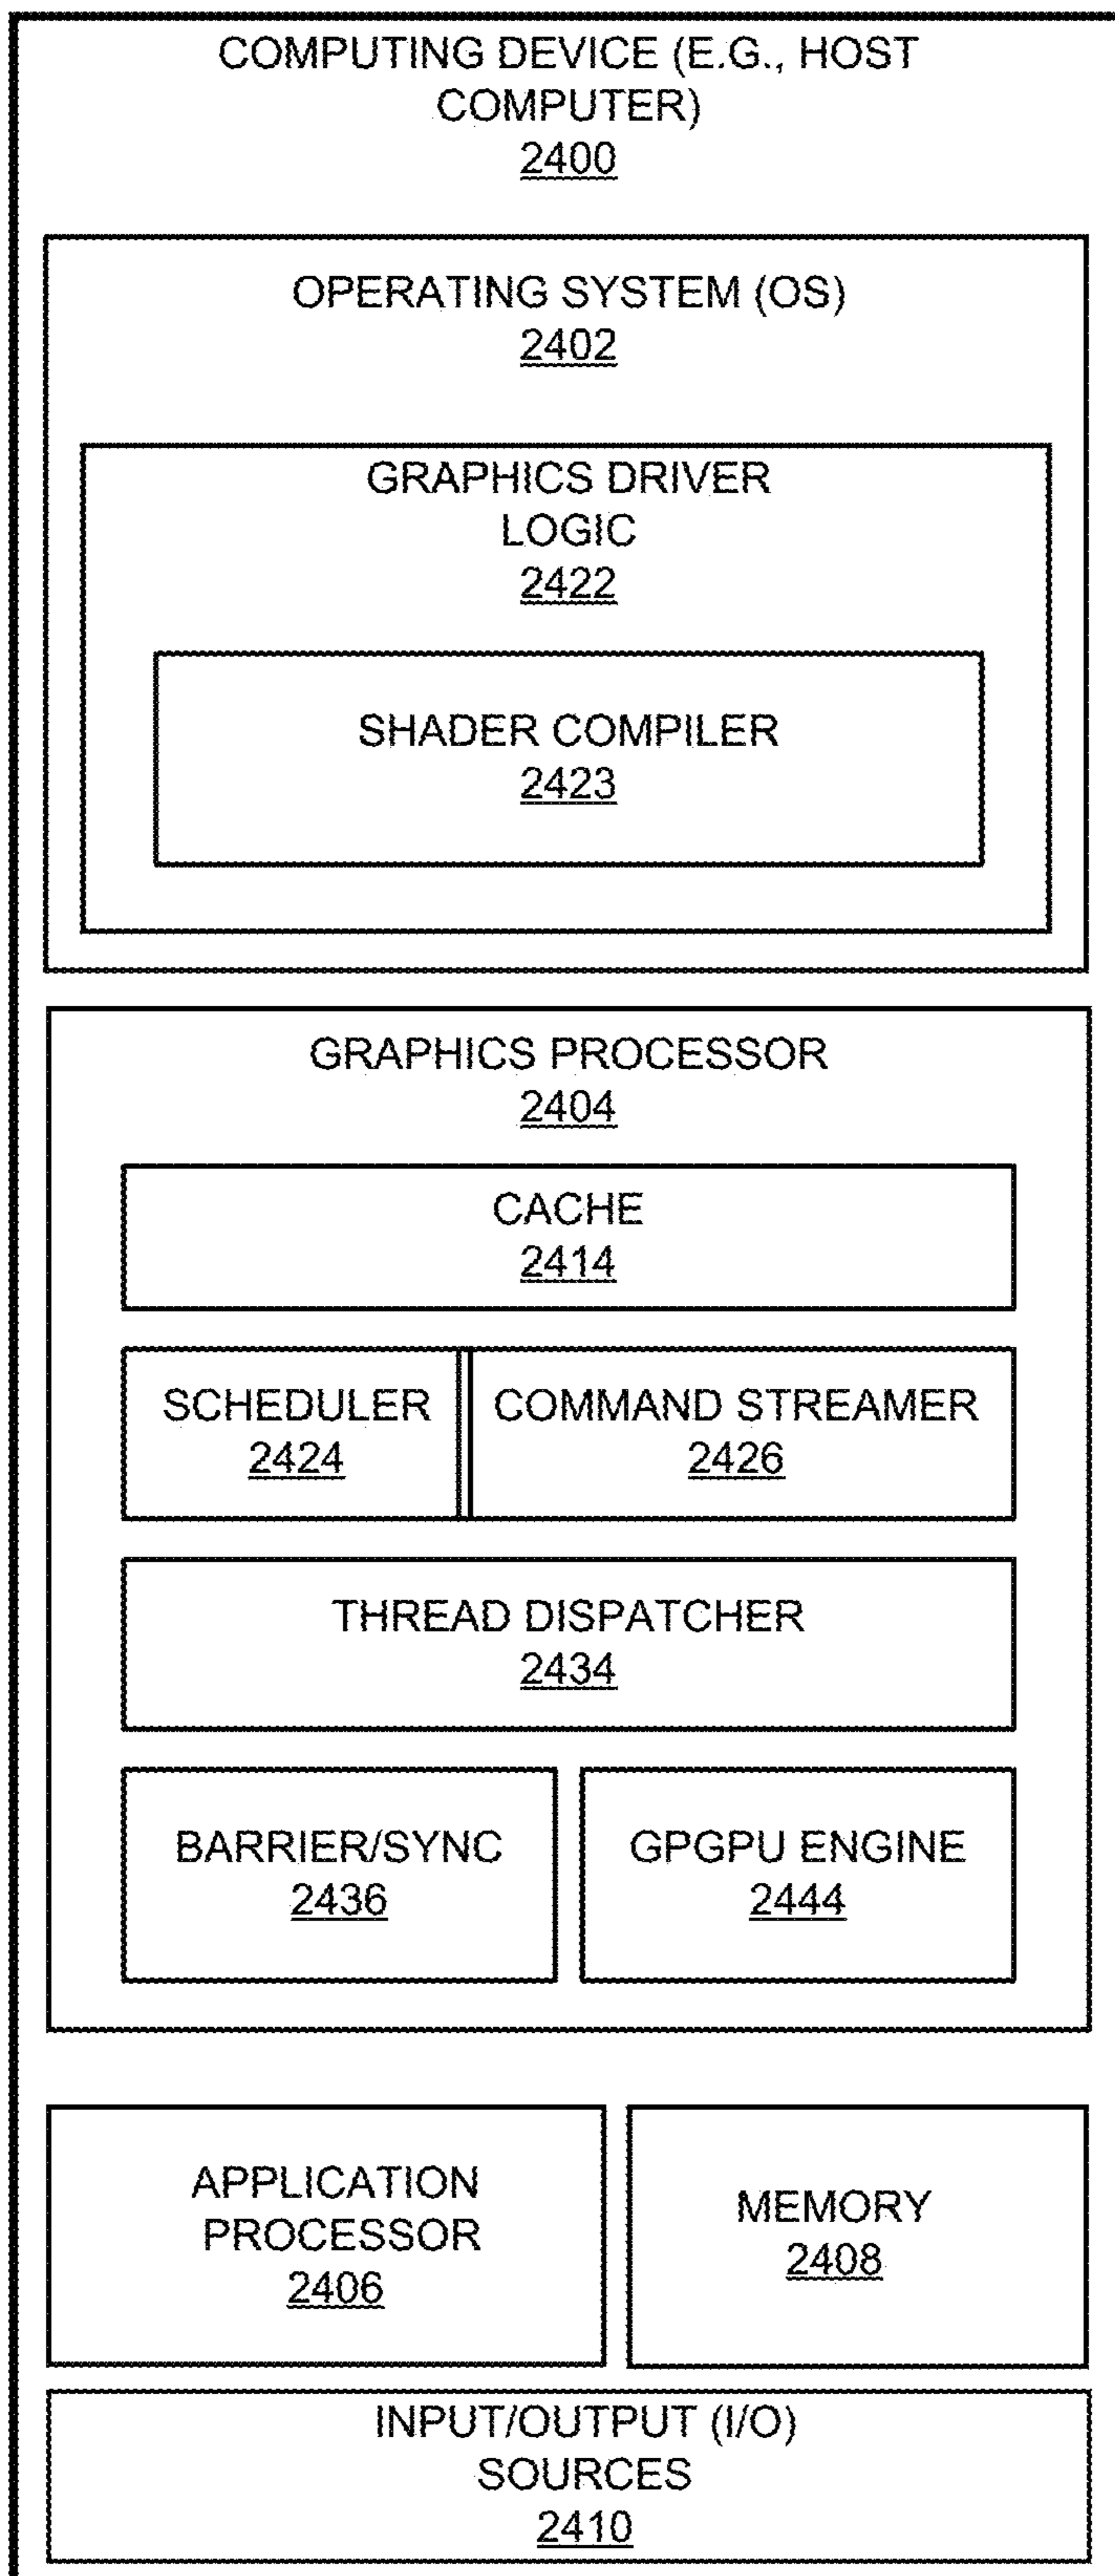 COMPUTING DEVICE (E.G., HOST
COMPUTER)
2400
OPERATING SYSTEM (OS)
2402
GRAPHICS DRIVER
LOGIC
2422
SHADER COMPILER
2423
GRAPHICS PROCESSOR
2404
CACHE
2414
SCHEDULER
2424
COMMAND STREAMER
2426
THREAD DISPATCHER
2434
BARRIER/SYNC
2436
GPGPU ENGINE
2444
APPLICATION
PROCESSOR
2406
MEMORY
2408
INPUT/OUTPUT (I/O)
SOURCES
2410